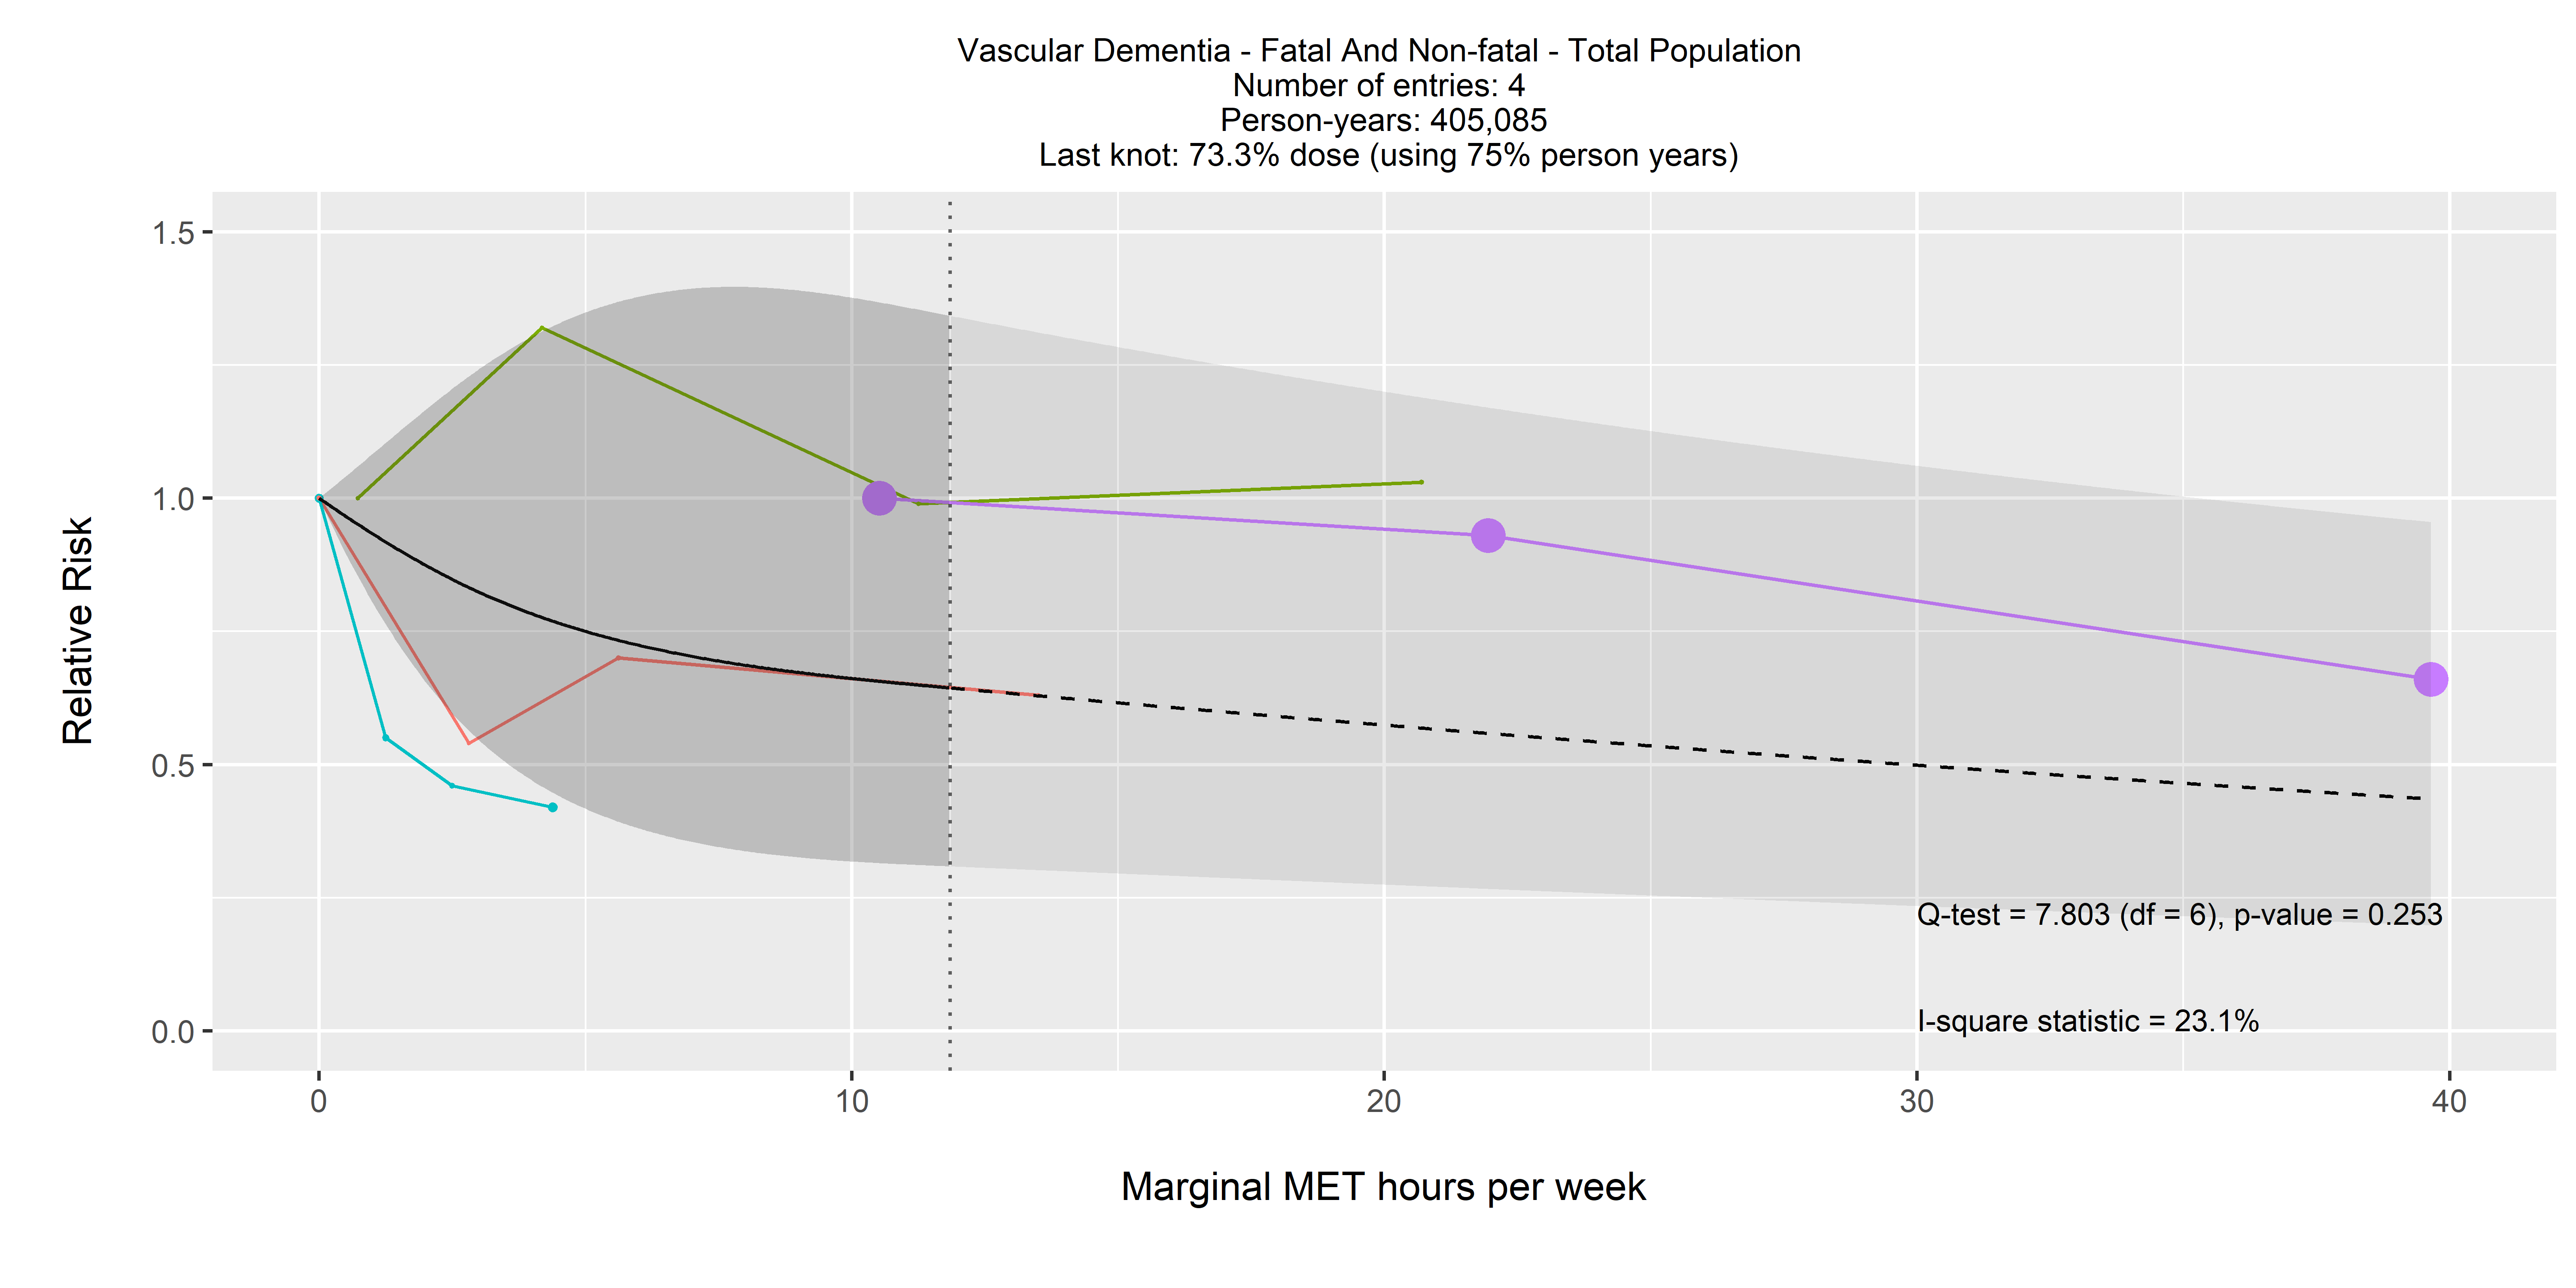 Vascular Dementia - Fatal And Non-fatal - Total Population
Number of entries: 4
Person-years: 405,085
Last knot: 73.3% dose (using 75% person years)
1.5
1.0
0.5
0.0
Relative Risk
Q-test = 7.803 (df = 6), p-value = 0.253
I-square statistic = 23.1%
0 10 20 30 40
Marginal MET hours per week